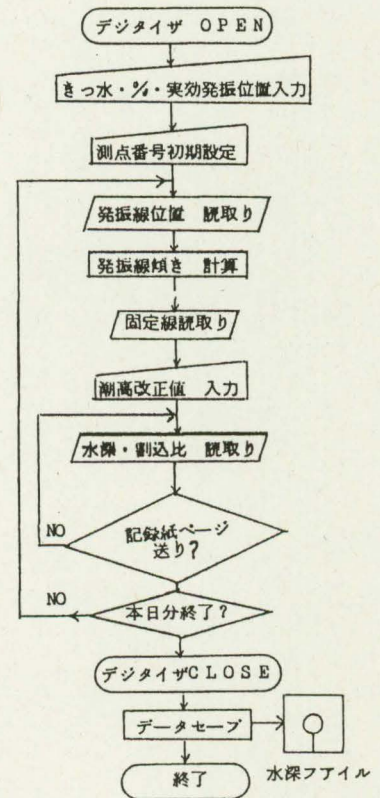 デジタイザ OPEN
きっ水・%・実効発振位置入力
測点番号初期設定
発振線位置 読取り
発振線傾き 計算
固定線読取り
潮高改正値 入力
水深・割込比 読取り
NO
記録紙ページ
送り?
NO
本日分終了?
デジタイザCLOSE
データセーブ
終了
水深フアイル